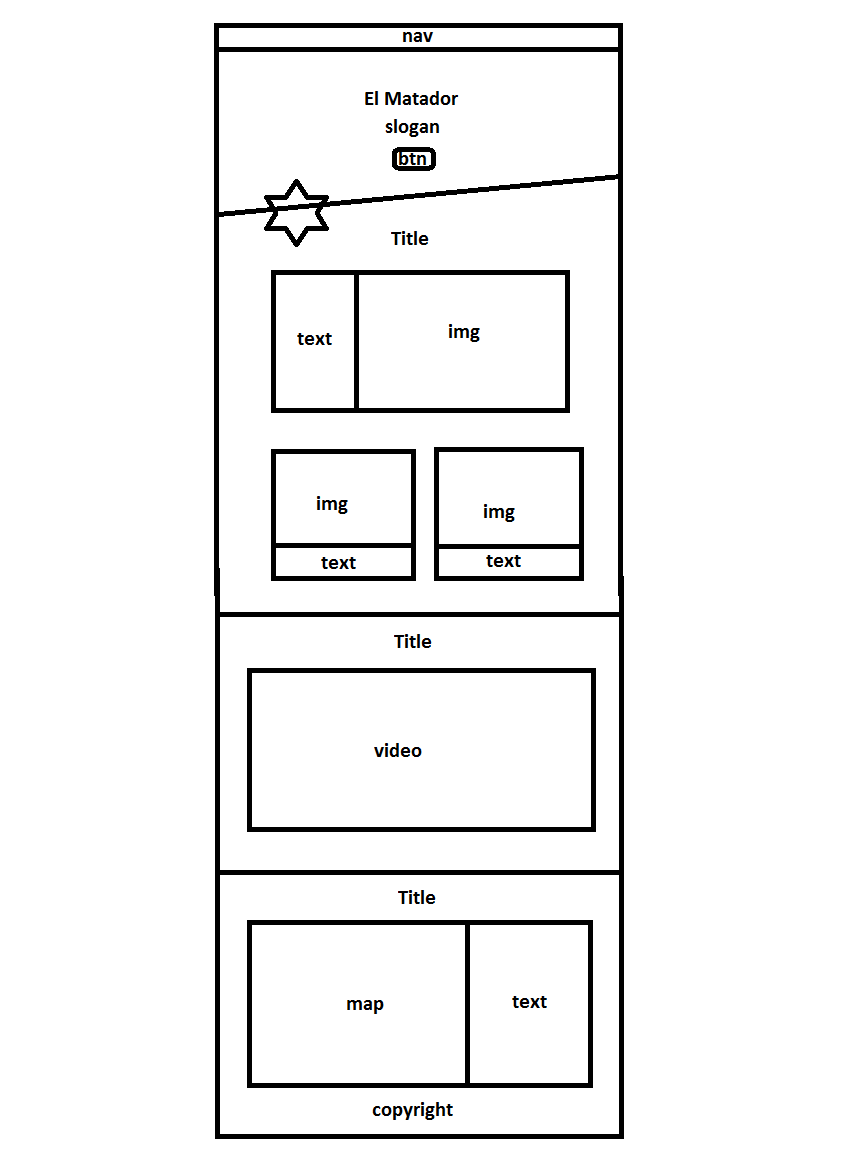 nav
El Matador
slogan
btn
Title
text
img
img
img
text
text
Title
video
Title
map
text
copyright